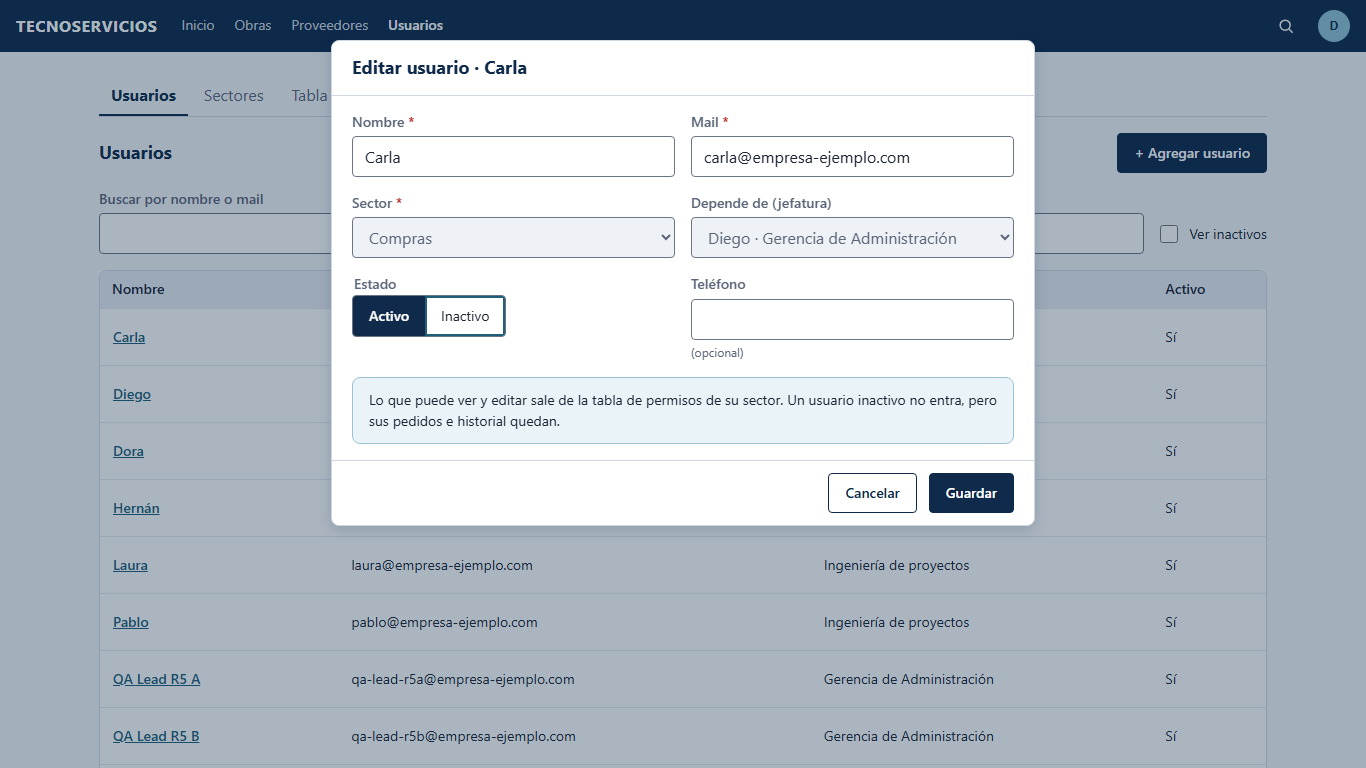 TECNOSERVICIOS Inicio Obras Proveedores Usuarios D
Editar usuario · Carla
Usuarios Sectores Tabla
Nombre * Mail *
Carla carla@empresa-ejemplo.com
Usuarios + Agregar usuario
Buscar por nombre o mail
Sector * Depende de (jefatura)
Compras Diego · Gerencia de Administración
Ver inactivos
Estado Teléfono
Activo Inactivo
(opcional)
Lo que puede ver y editar sale de la tabla de permisos de su sector. Un usuario inactivo no entra, pero
sus pedidos e historial quedan.
Cancelar Guardar
Nombre Activo
Carla Sí
Diego Sí
Dora Sí
Hernán Sí
Laura laura@empresa-ejemplo.com Ingeniería de proyectos Sí
Pablo pablo@empresa-ejemplo.com Ingeniería de proyectos Sí
QA Lead R5 A qa-lead-r5a@empresa-ejemplo.com Gerencia de Administración Sí
QA Lead R5 B qa-lead-r5b@empresa-ejemplo.com Gerencia de Administración Sí